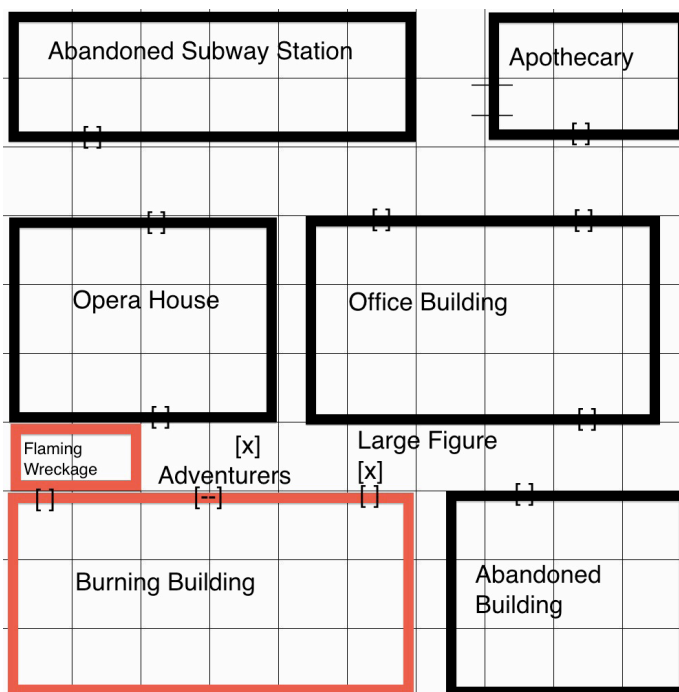 Abandoned Subway Station
Apothecary
[ ]
[ ]
[ ]
[ ]
[ ]
Opera House
Office Building
[ ]
[ ]
Flaming
Wreckage
[x]
Large Figure
Adventurers
[x]
[ ]
[--]
[ ]
[ ]
Burning Building
Abandoned
Building